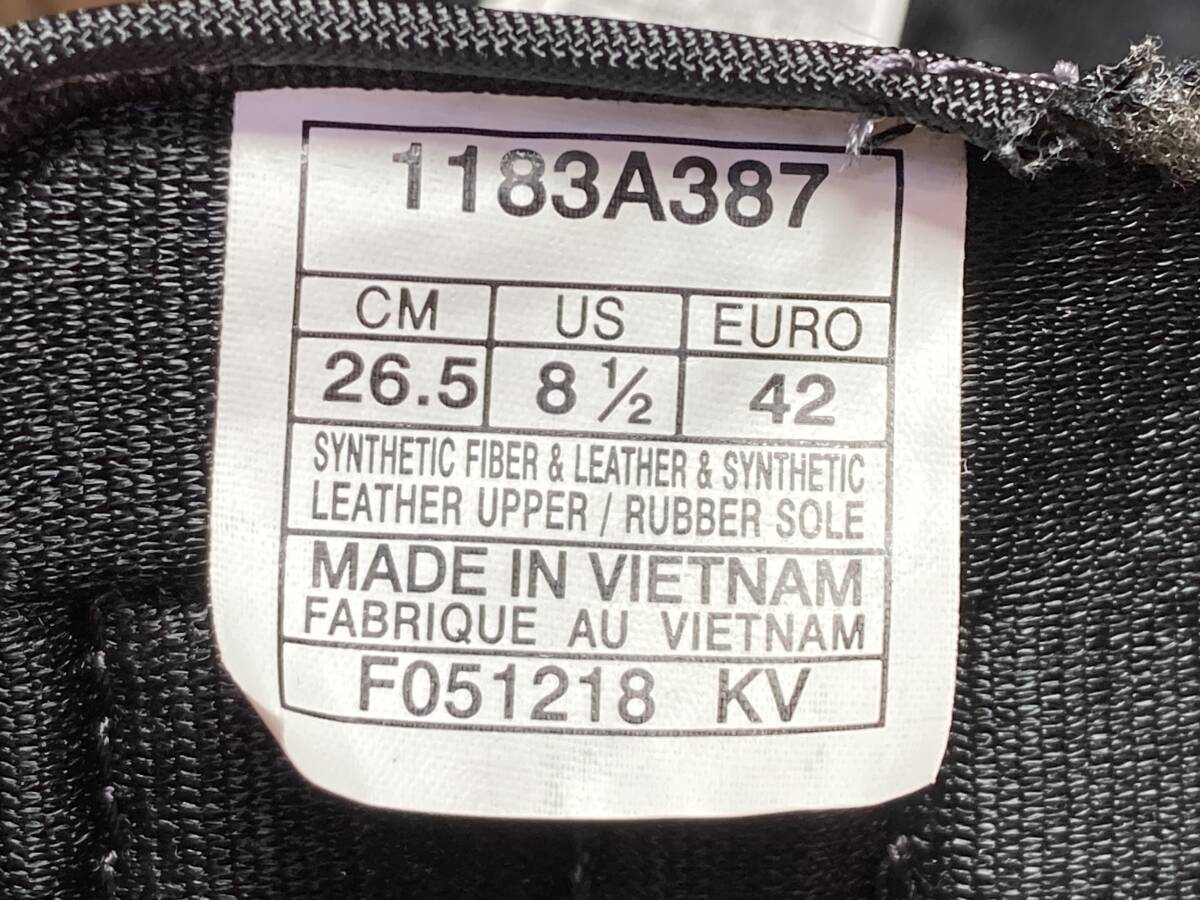 1183A387
CM US EURO
26.5 8 ½ 42
SYNTHETIC FIBER & LEATHER & SYNTHETIC
LEATHER UPPER / RUBBER SOLE
MADE IN VIETNAM
FABRIQUE AU VIETNAM
F051218 KV